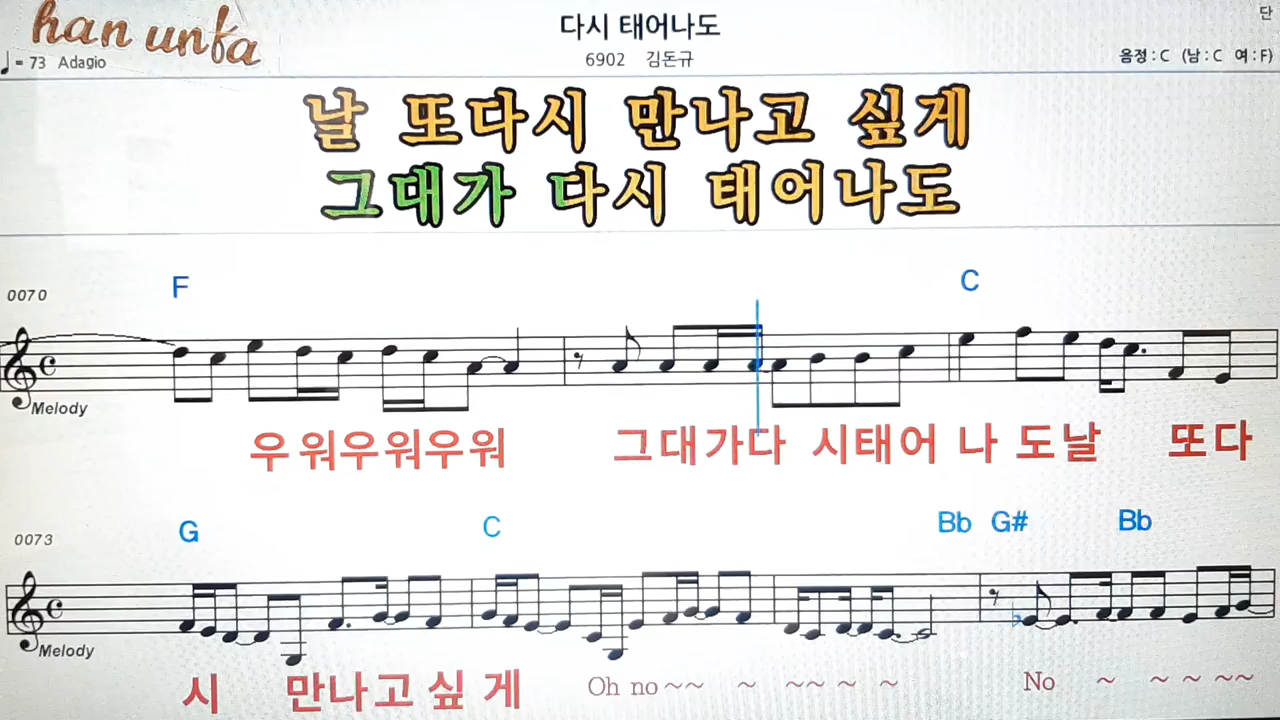 han unfa
다시 태어나도
단
♩= 73 Adagio
6902 김돈규
음정 : C (남 : C 여 : F)
날 또다시 만나고 싶게
그대가 다시 태어나도
F C
0070
Melody
우 워우워우워 그대가다 시태어 나 도날 또다
G C Bb G# Bb
0073
Melody
시 만나고 싶 게 Oh no ~~ ~ ~~ ~ ~ No ~ ~ ~ ~~